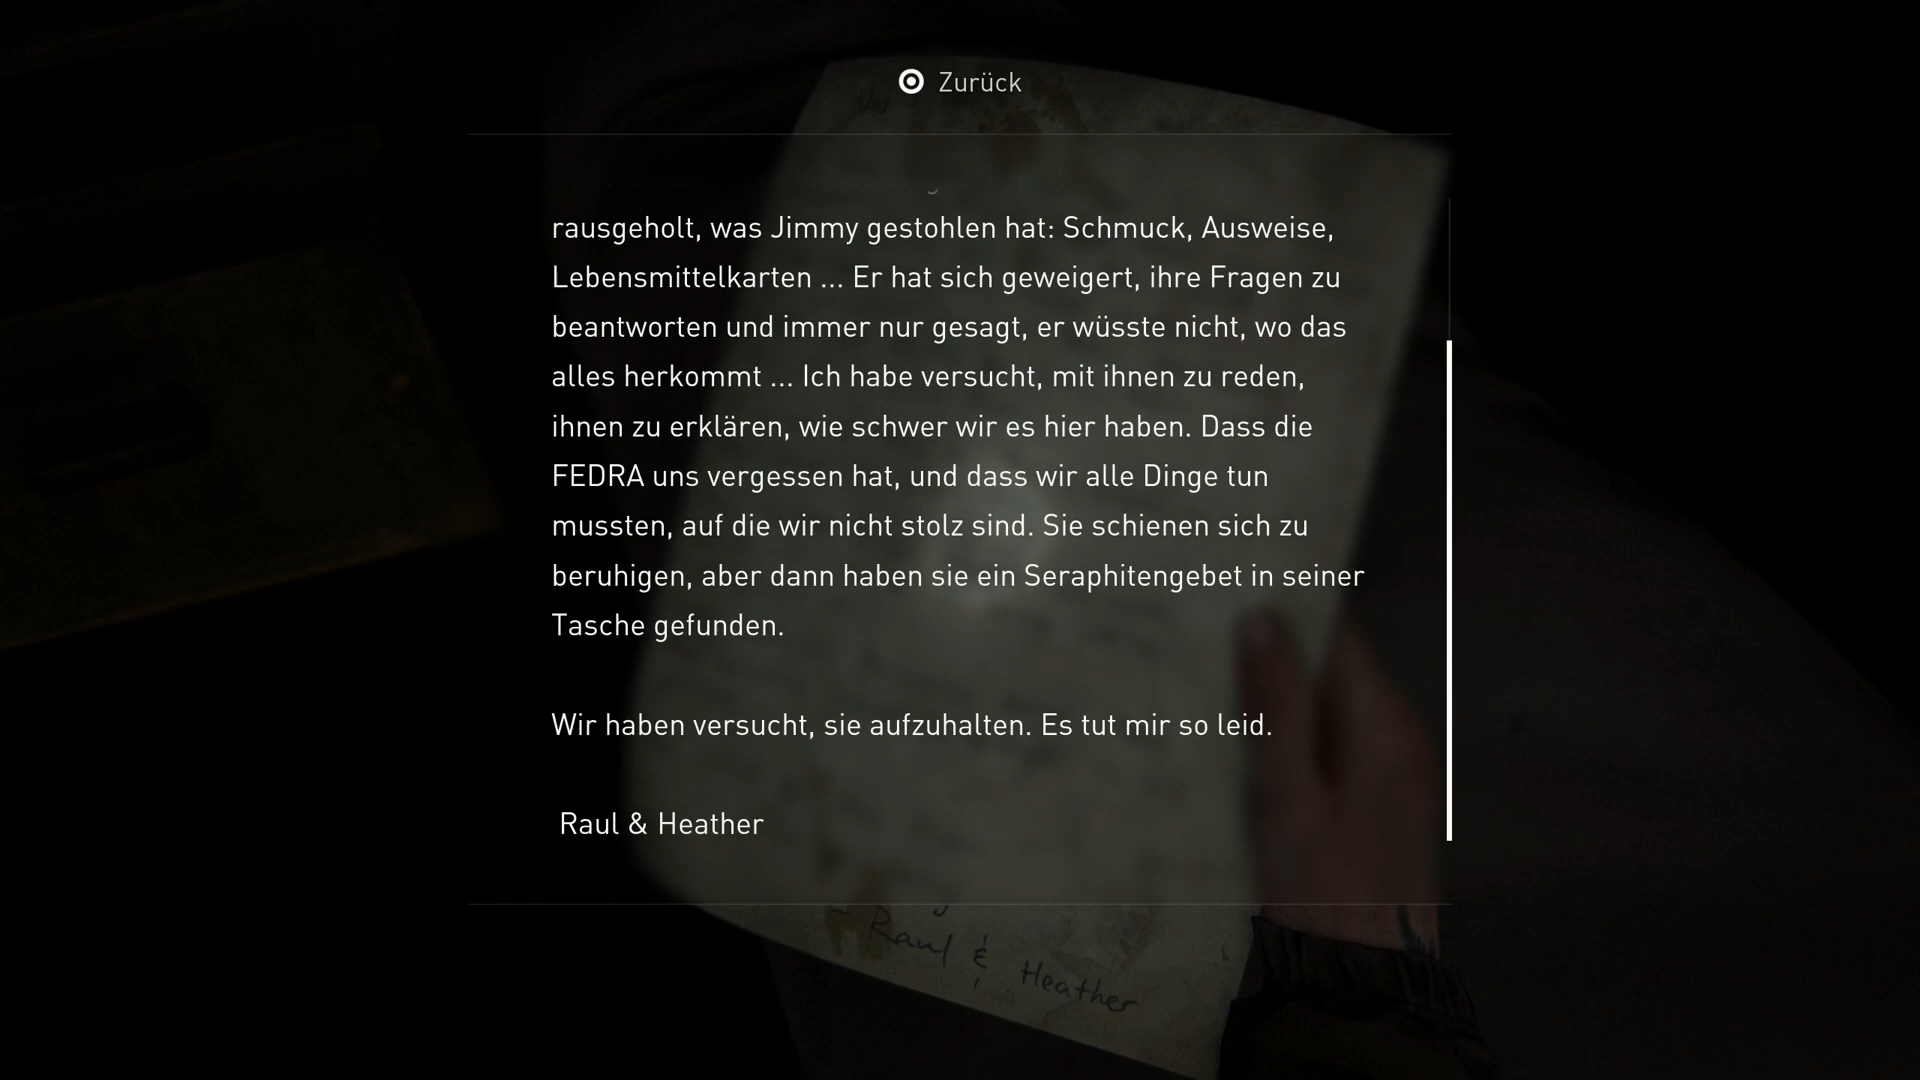 Zurück
rausgeholt, was Jimmy gestohlen hat: Schmuck, Ausweise,
Lebensmittelkarten ... Er hat sich geweigert, ihre Fragen zu
beantworten und immer nur gesagt, er wüsste nicht, wo das
alles herkommt ... Ich habe versucht, mit ihnen zu reden,
ihnen zu erklären, wie schwer wir es hier haben. Dass die
FEDRA uns vergessen hat, und dass wir alle Dinge tun
mussten, auf die wir nicht stolz sind. Sie schienen sich zu
beruhigen, aber dann haben sie ein Seraphitengebet in seiner
Tasche gefunden.
Wir haben versucht, sie aufzuhalten. Es tut mir so leid.
Raul & Heather
- Raul & Heather